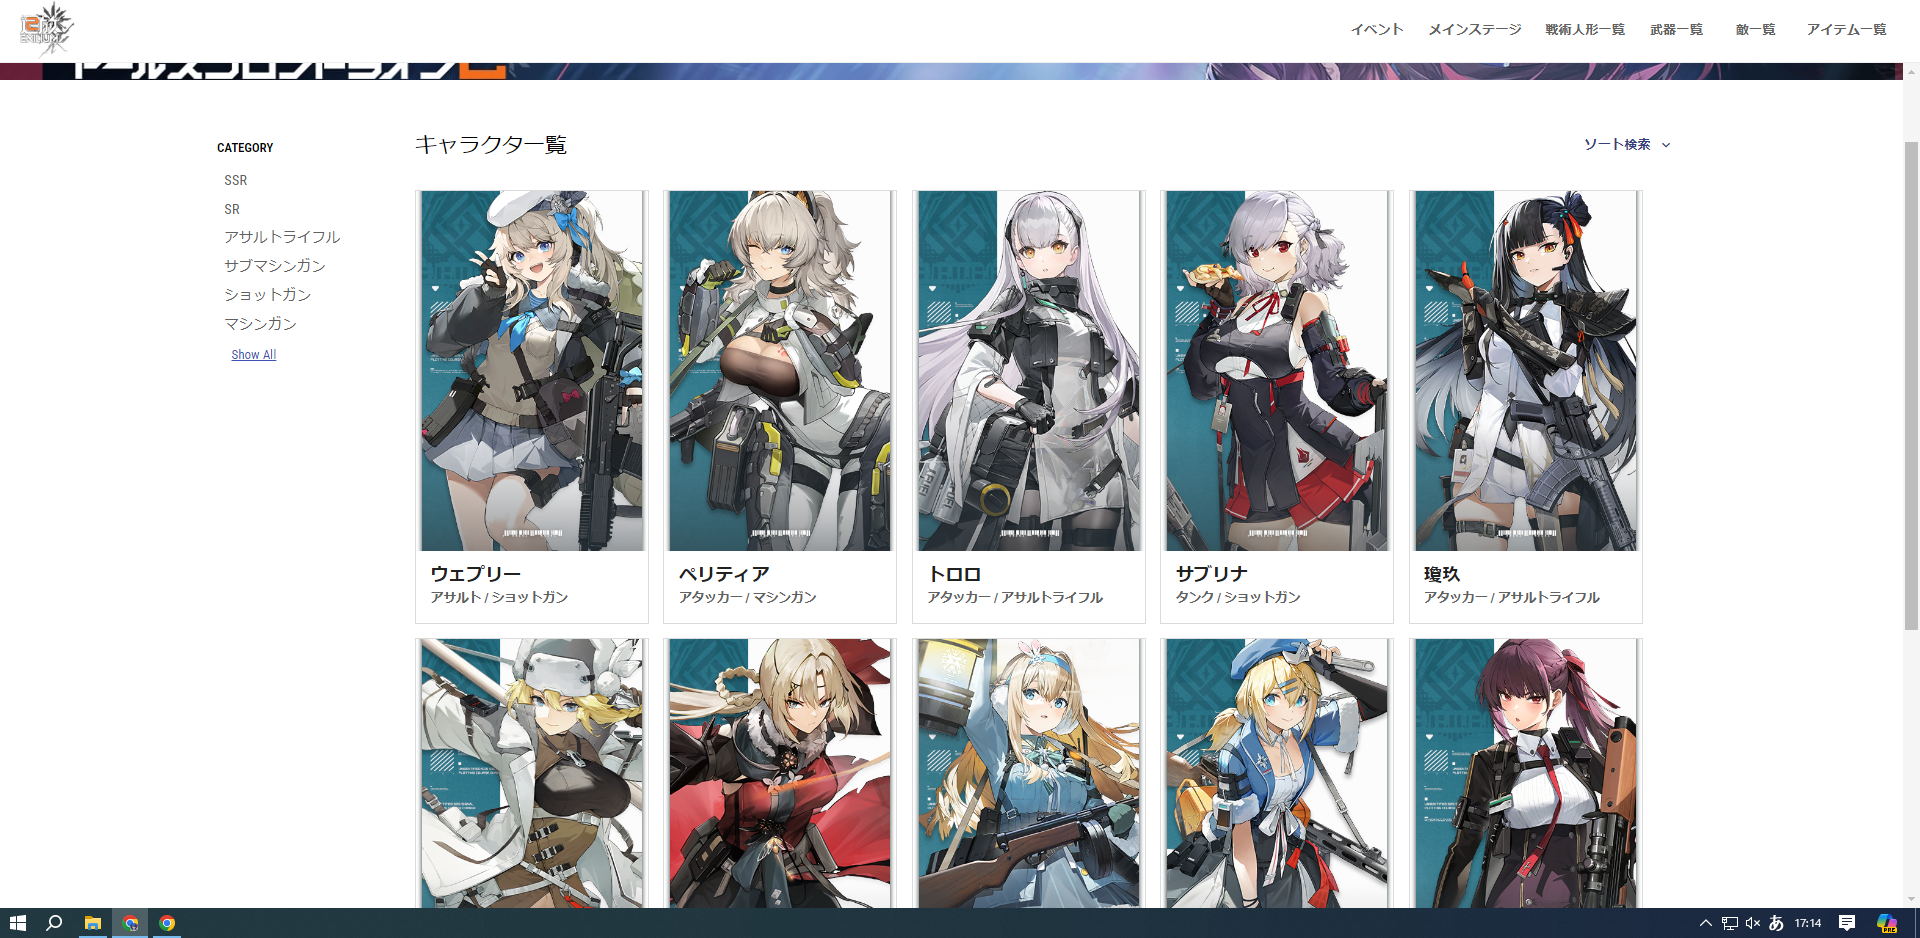 イベント
メインステージ
戦術人形一覧
武器一覧
敵一覧
アイテム一覧
CATEGORY
SSR
SR
アサルトライフル
サブマシンガン
ショットガン
マシンガン
Show All
キャラクタ一覧
ソート検索
ウェプリー
アサルト / ショットガン
ペリティア
アタッカー / マシンガン
トロロ
アタッカー / アサルトライフル
サブリナ
タンク / ショットガン
瓊玖
アタッカー / アサルトライフル
あ
17:14
PRE